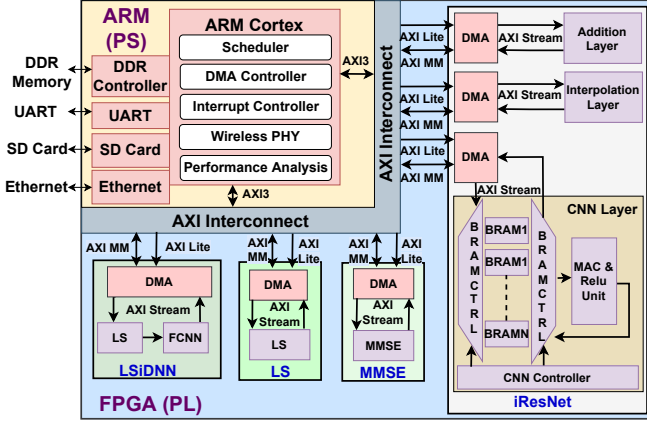 ARM
(PS)
ARM Cortex
Scheduler
DMA Controller
Interrupt Controller
Wireless PHY
Performance Analysis
DDR
Memory
UART
SD Card
Ethernet
DDR
Controller
UART
SD Card
Ethernet
AXI3
AXI3
AXI Interconnect
AXI Interconnect
AXI Lite
AXI MM
AXI Lite
AXI MM
AXI Lite
AXI MM
DMA
AXI Stream
Addition
Layer
DMA
AXI Stream
Interpolation
Layer
DMA
AXI Stream
CNN Layer
BRAMCTRL
BRAM1
BRAM1
BRAMN
BRAMCTRL
MAC &
Relu
Unit
CNN Controller
iResNet
AXI MM
AXI Lite
DMA
AXI Stream
LS
FCNN
LSiDNN
AXI
MM
AXI
Lite
DMA
AXI
Stream
LS
LS
AXI
MM
AXI
Lite
DMA
AXI
Stream
MMSE
MMSE
FPGA (PL)